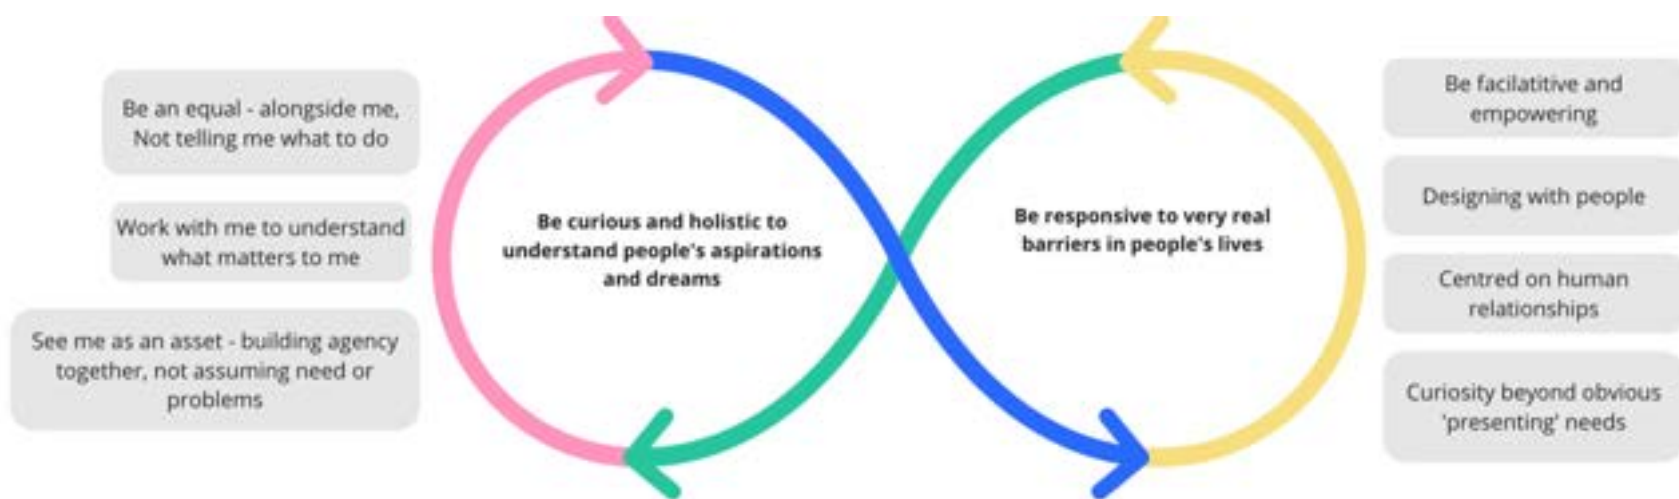 Be an equal - alongside me,
Not telling me what to do
Work with me to understand
what matters to me
See me as an asset - building agency
together, not assuming need or
problems
Be curious and holistic to
understand people's aspirations
and dreams
Be responsive to very real
barriers in people's lives
Be facilatitive and
empowering
Designing with people
Centred on human
relationships
Curiosity beyond obvious
'presenting' needs